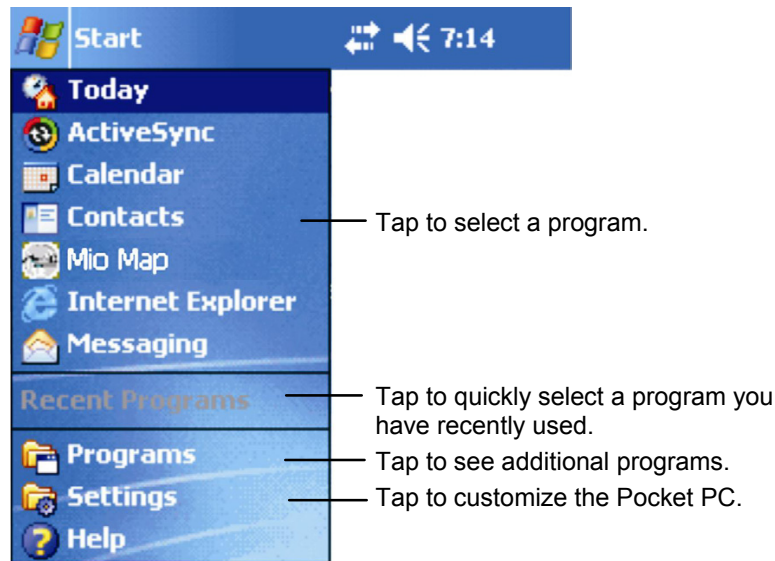 Start 7:14
Today
ActiveSync
Calendar
Contacts
Tap to select a program.
Mio Map
Internet Explorer
Messaging
Recent Programs
Tap to quickly select a program you
have recently used.
Programs
Tap to see additional programs.
Settings
Tap to customize the Pocket PC.
Help